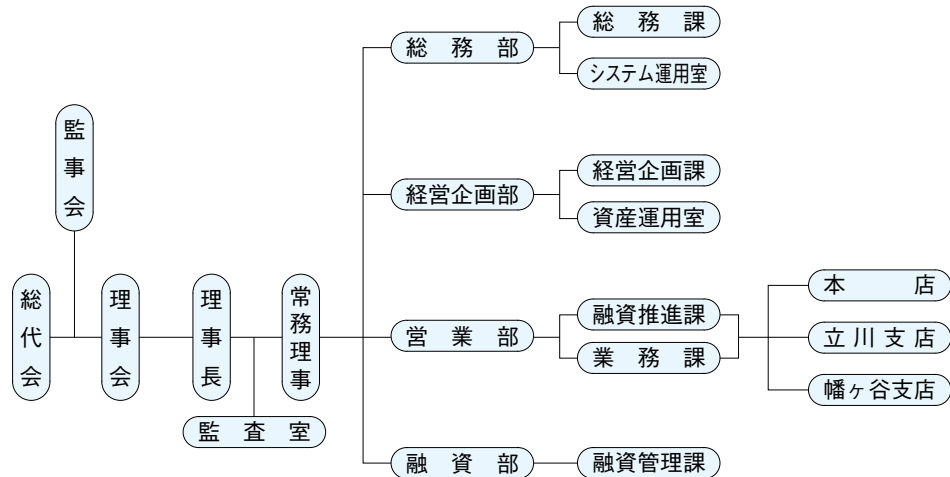 総代会
監事会
理事会
理事長
監査室
常務理事
総務部
総務課
システム運用室
経営企画部
経営企画課
資産運用室
営業部
融資推進課
業務課
本店
立川支店
幡ヶ谷支店
融資部
融資管理課